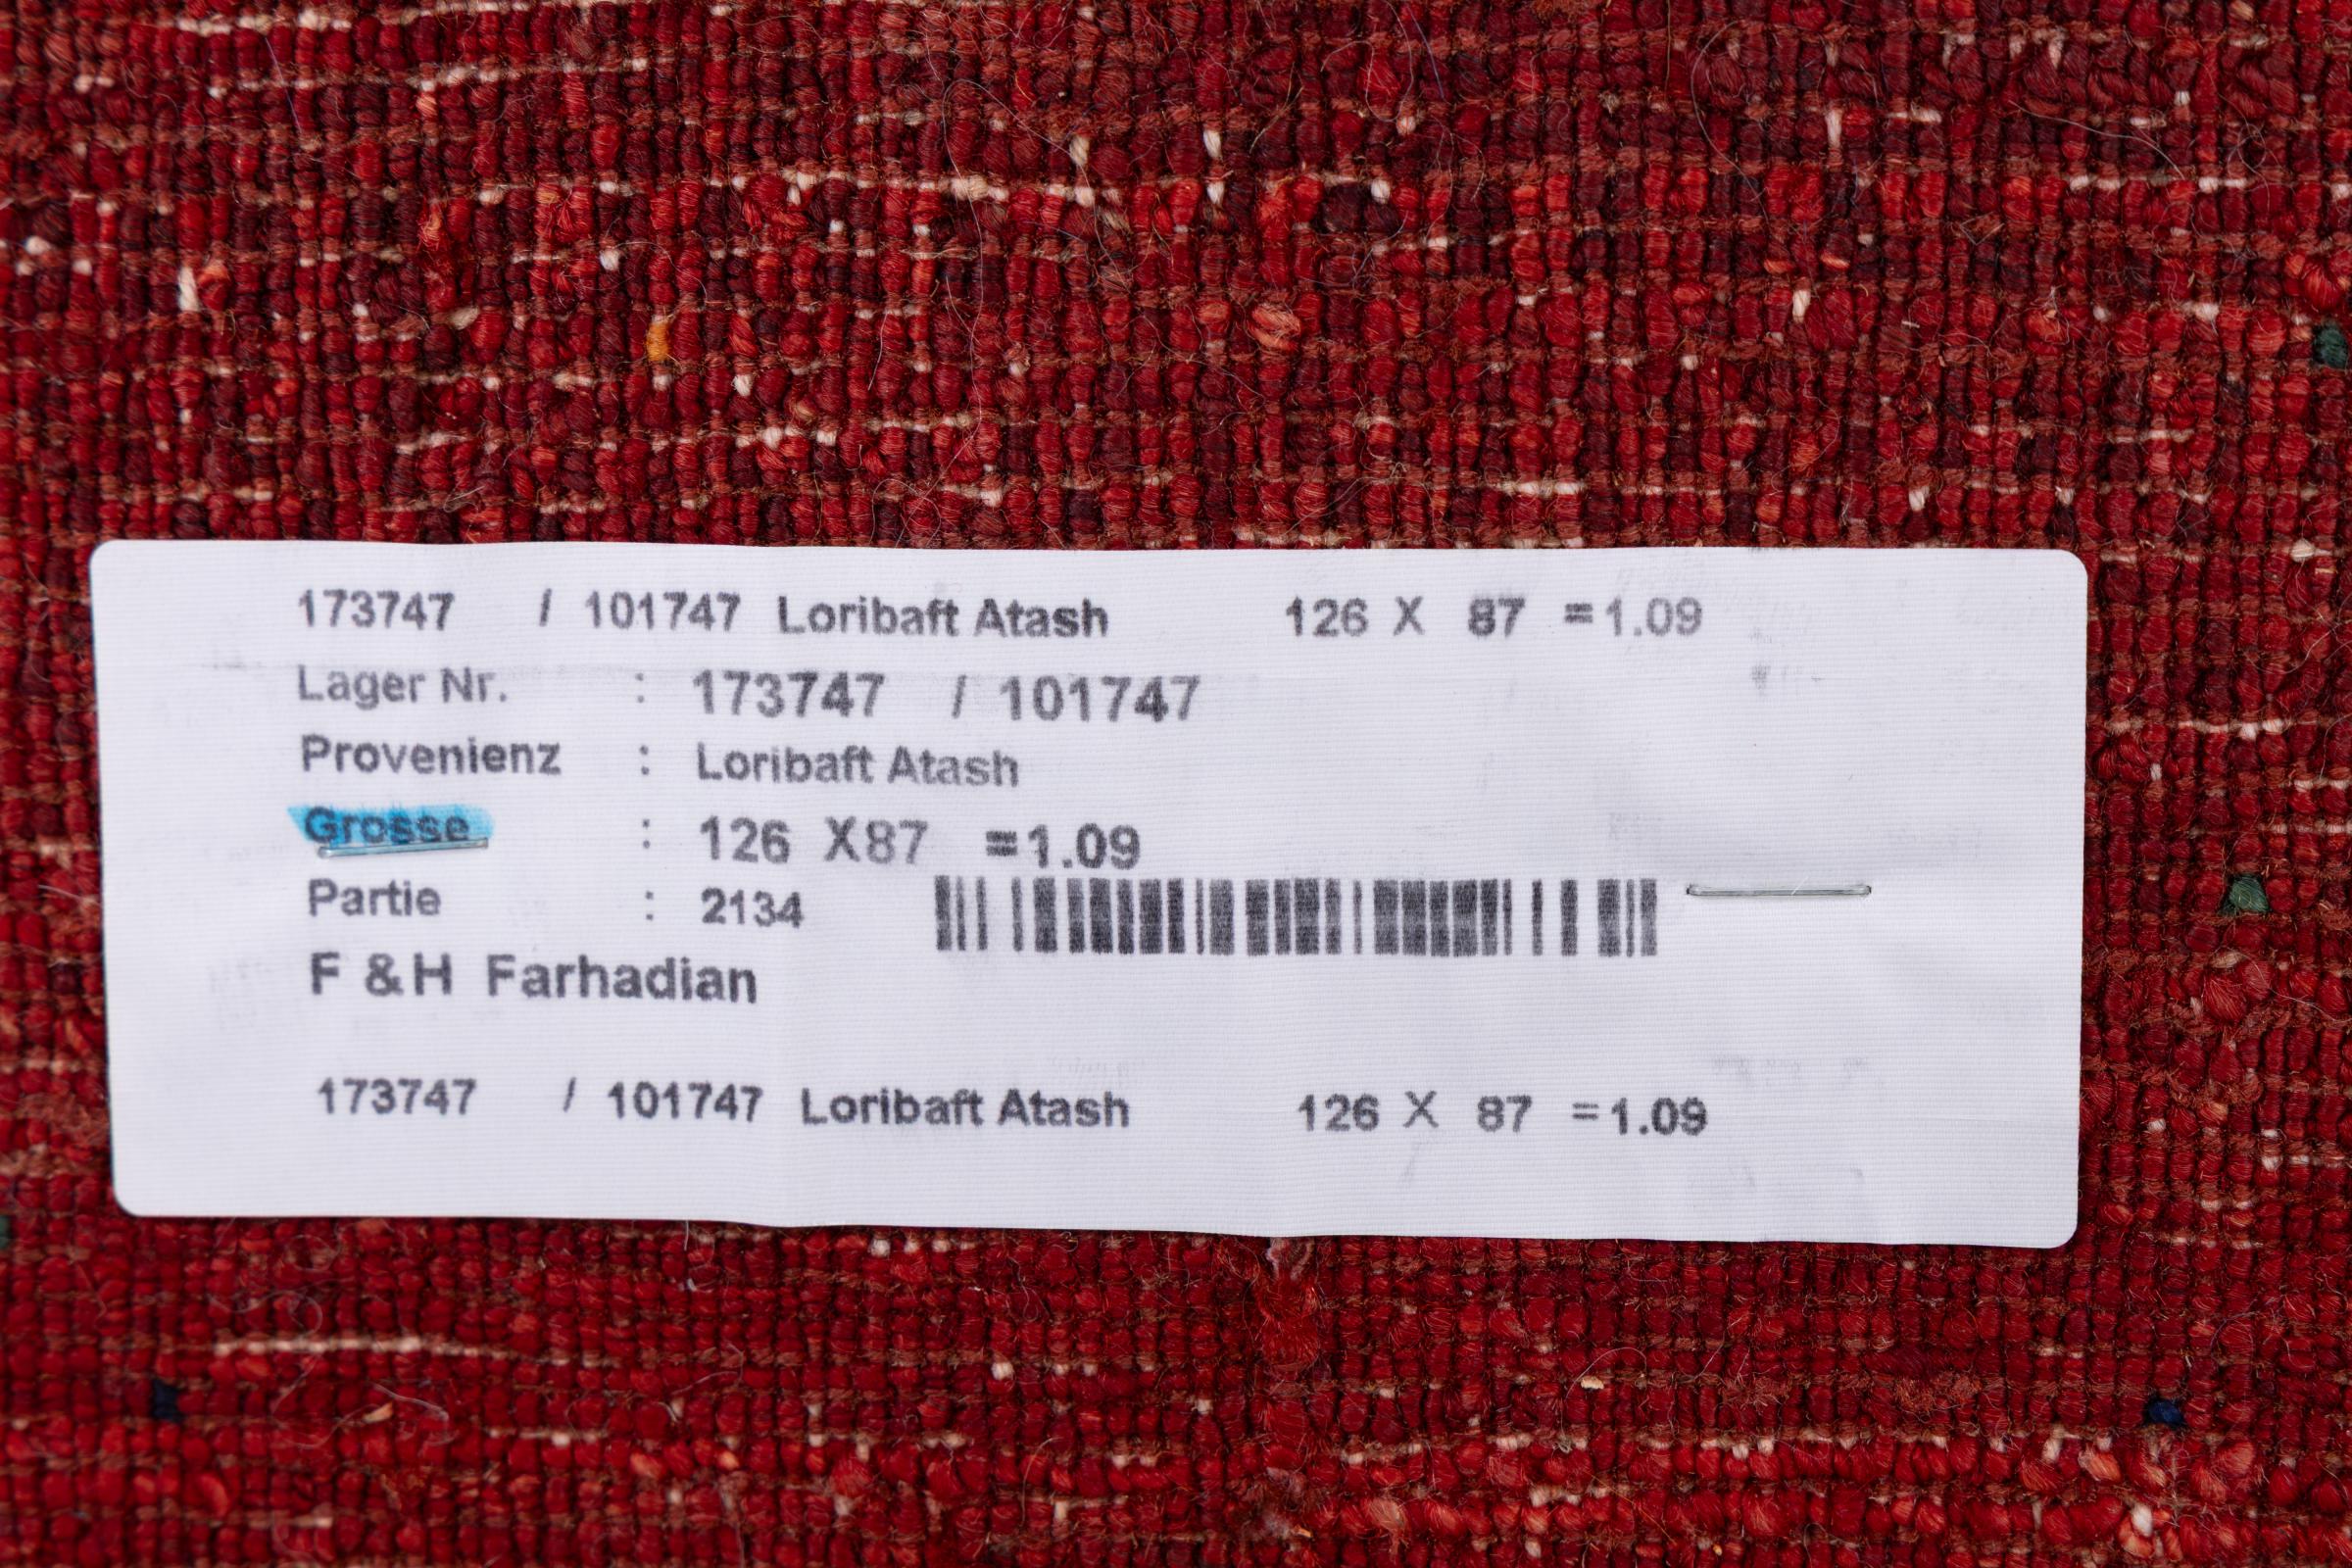 173747 / 101747 Loribaft Atash 126 X 87 =1.09
Lager Nr. : 173747 / 101747
Provenienz : Loribaft Atash
Grosse : 126 X87 =1.09
Partie : 2134
F &H Farhadian
173747 / 101747 Loribaft Atash 126 X 87 =1.09